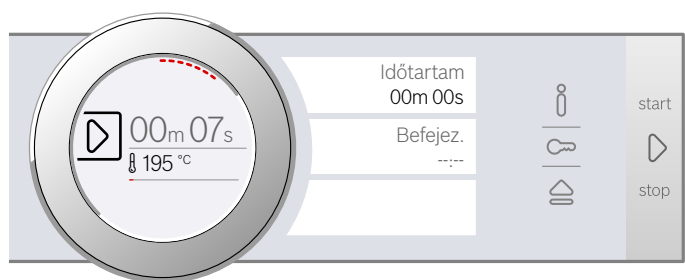 00m 07s
195 °C
Időtartam
00m 00s
Befejez.
--:--
start
stop